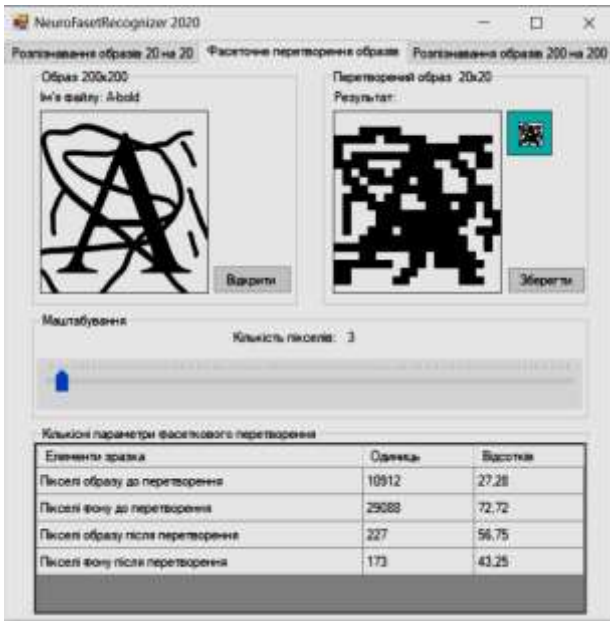 NeuroFasetRecognizer 2020
Розпізнавання образів 20 на 20 Фасеточне перетворення образів Розпізнавання образів 200 на 200
Образ 200x200
Ім'я файлу: A-bold
Відкрити
Перетворений образ 20x20
Результат:
Зберегти
Маштабування
Кількість пікселів: 3
Кількісні параметри фасеткового перетворення
Елементи зразка Одиниць Відсотків
Пікселі образу до перетворення 10912 27,28
Пікселі фону до перетворення 29088 72,72
Пікселі образу після перетворення 227 56,75
Пікселі фону після перетворення 173 43,25